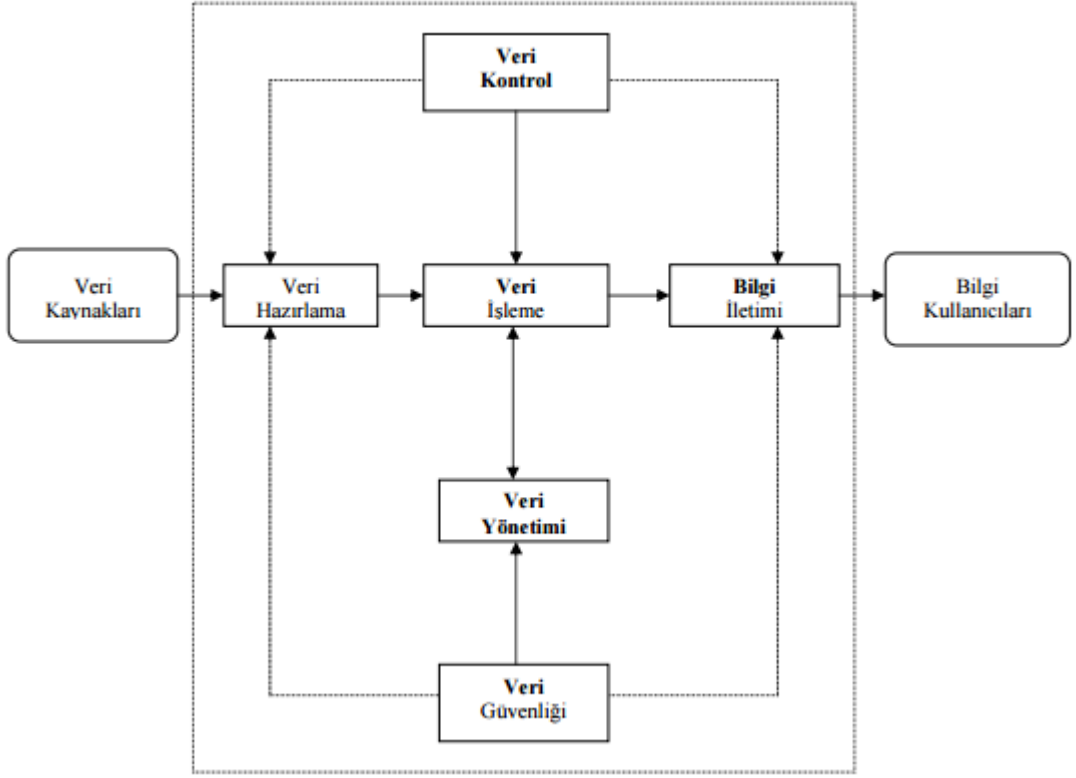 Veri
Kontrol
Veri
Kaynakları
Veri
Hazırlama
Veri
İşleme
Bilgi
İletimi
Bilgi
Kullanıcıları
Veri
Yönetimi
Veri
Güvenliği